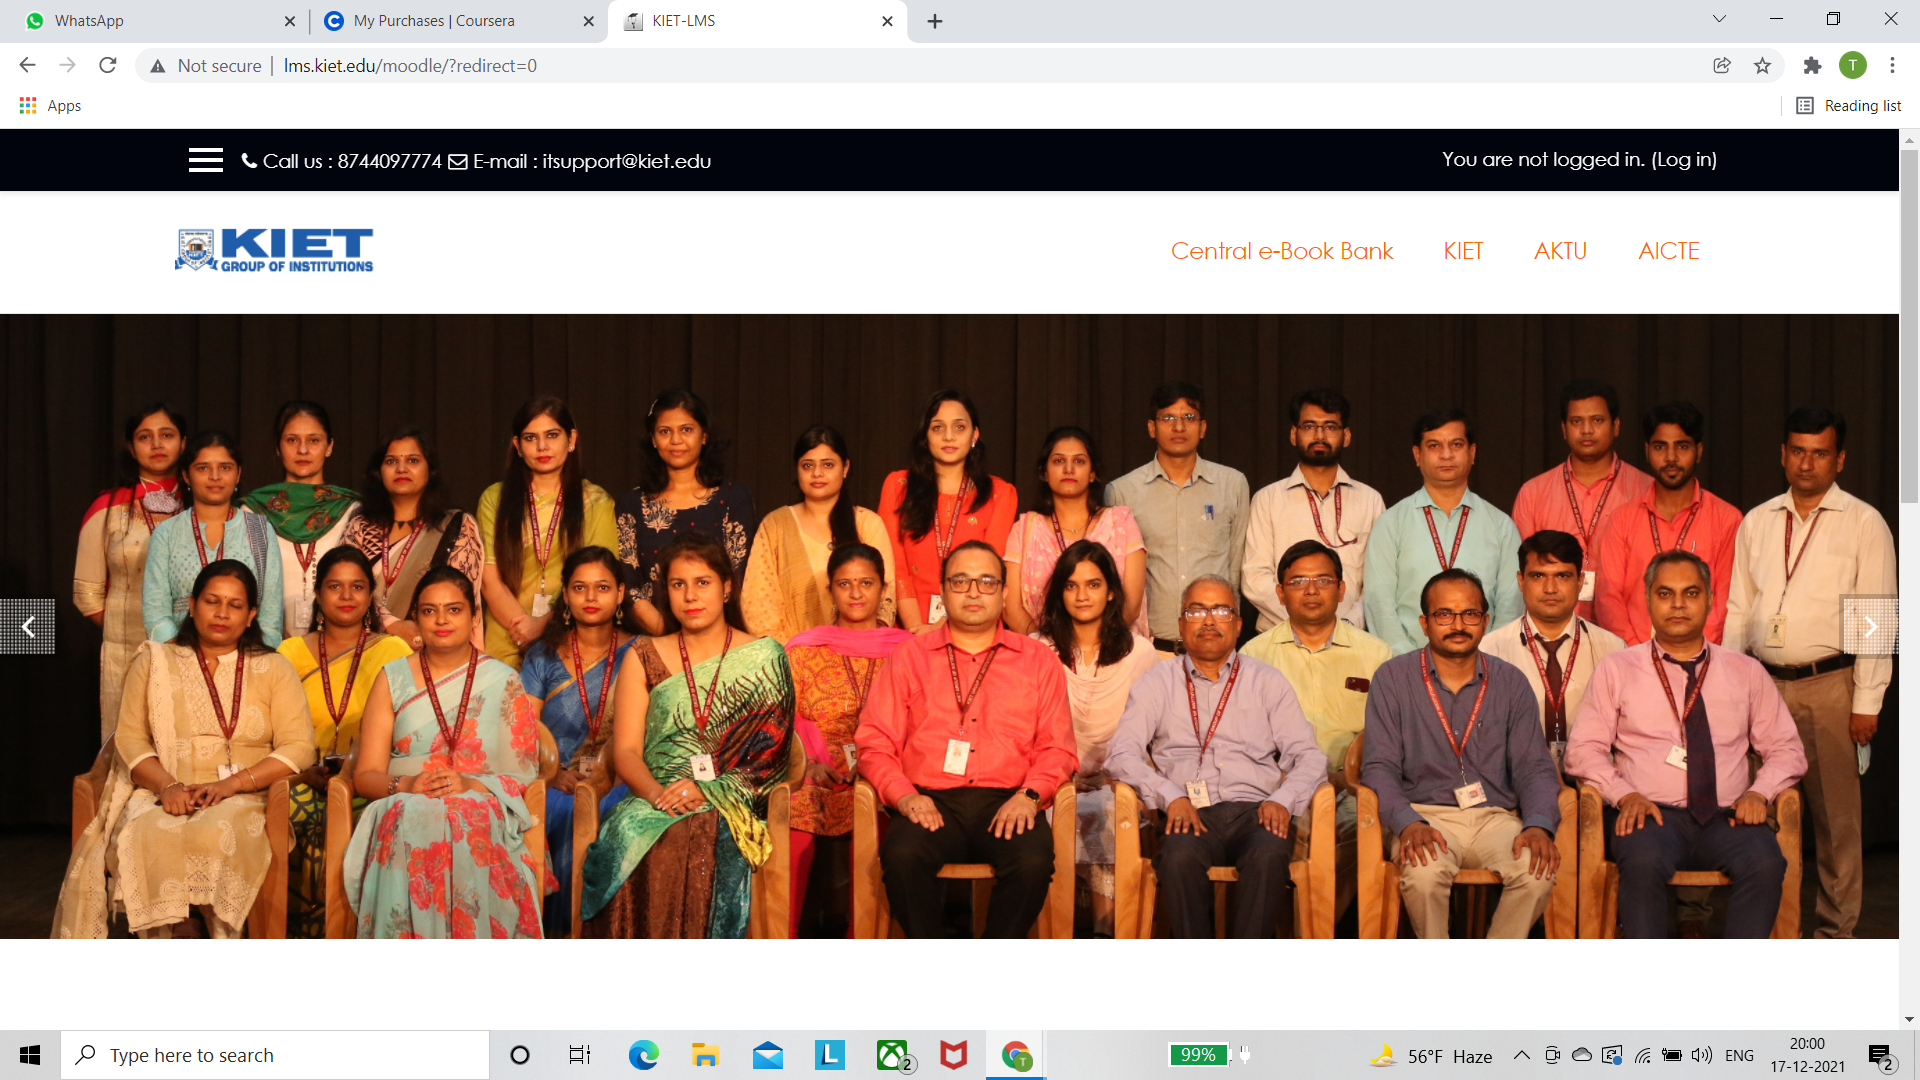 WhatsApp
My Purchases | Coursera
KIET-LMS
Not secure
lms.kiet.edu/moodle/?redirect=0
T
Apps
Reading list
Call us : 8744097774 E-mail : itsupport@kiet.edu
You are not logged in. (Log in)
KIET
GROUP OF INSTITUTIONS
Central e-Book Bank
KIET
AKTU
AICTE
Type here to search
L
2
T
99%
56°F Haze
ENG
20:00
17-12-2021
2